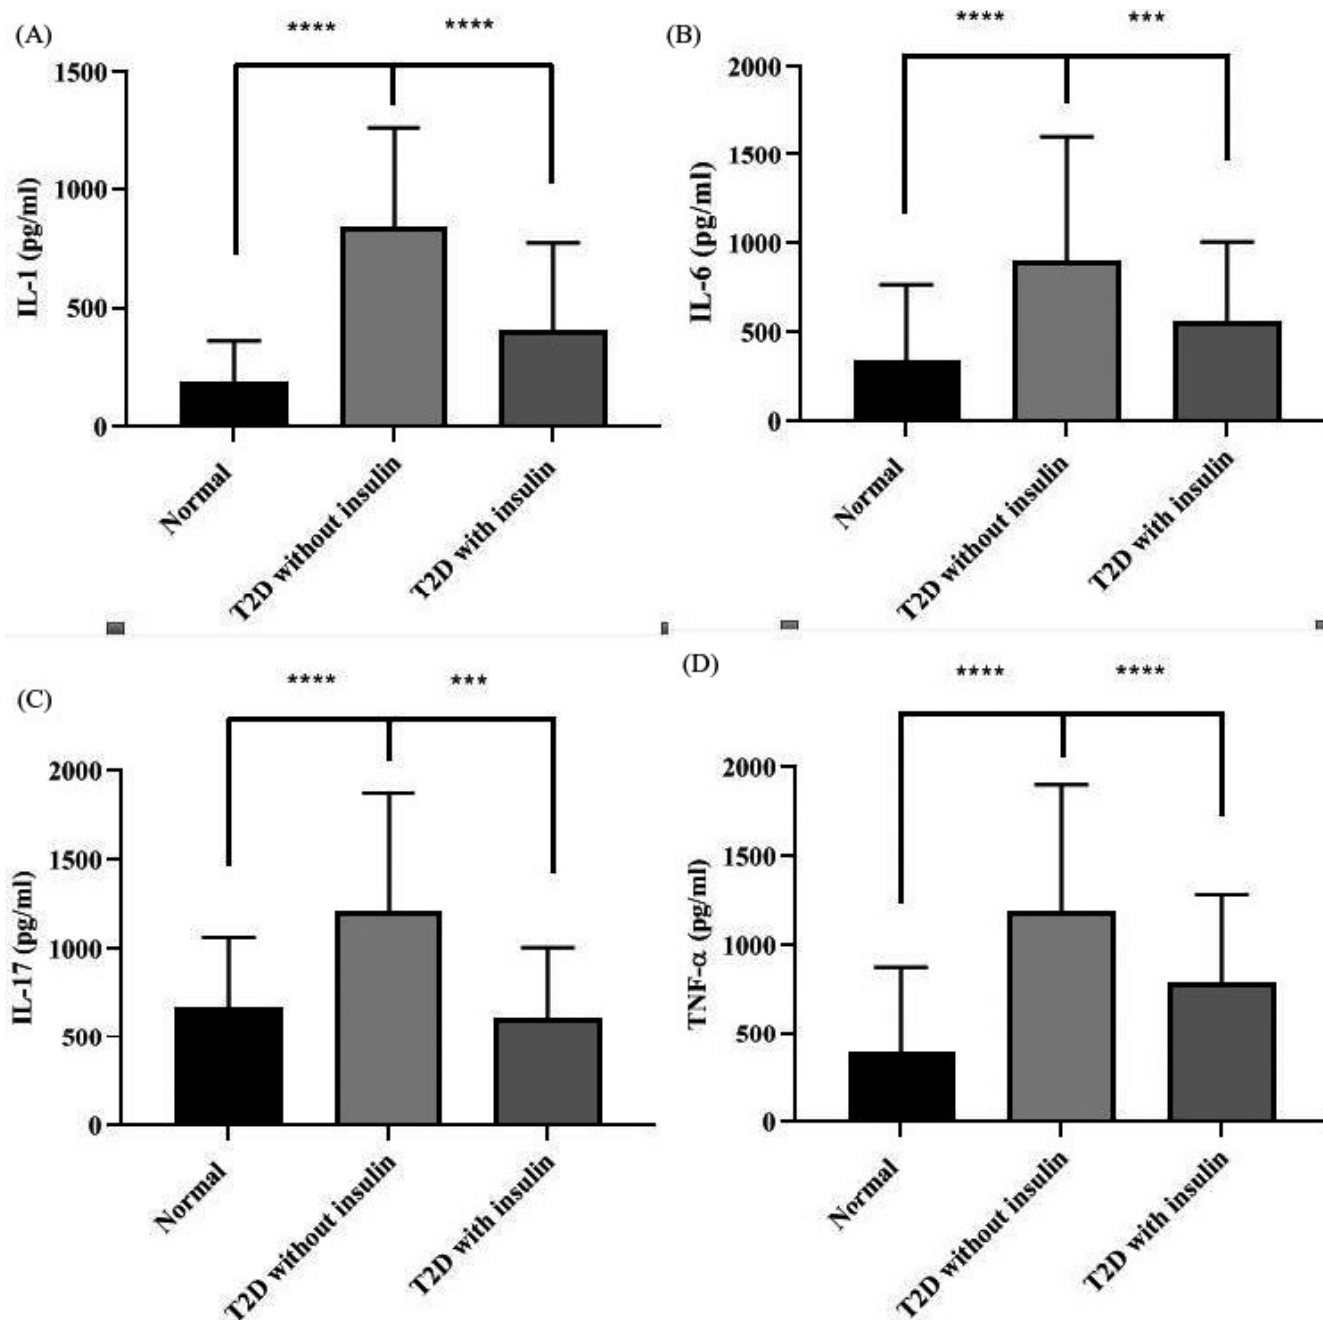 (A)
**** ****
1500
1000
500
0
IL-1 (pg/ml)
Normal
T2D without insulin
T2D with insulin
(B)
**** ***
2000
1500
1000
500
0
IL-6 (pg/ml)
Normal
T2D without insulin
T2D with insulin
(C)
**** ***
2000
1500
1000
500
0
IL-17 (pg/ml)
Normal
T2D without insulin
T2D with insulin
(D)
**** ****
2000
1500
1000
500
0
TNF-α (pg/ml)
Normal
T2D without insulin
T2D with insulin